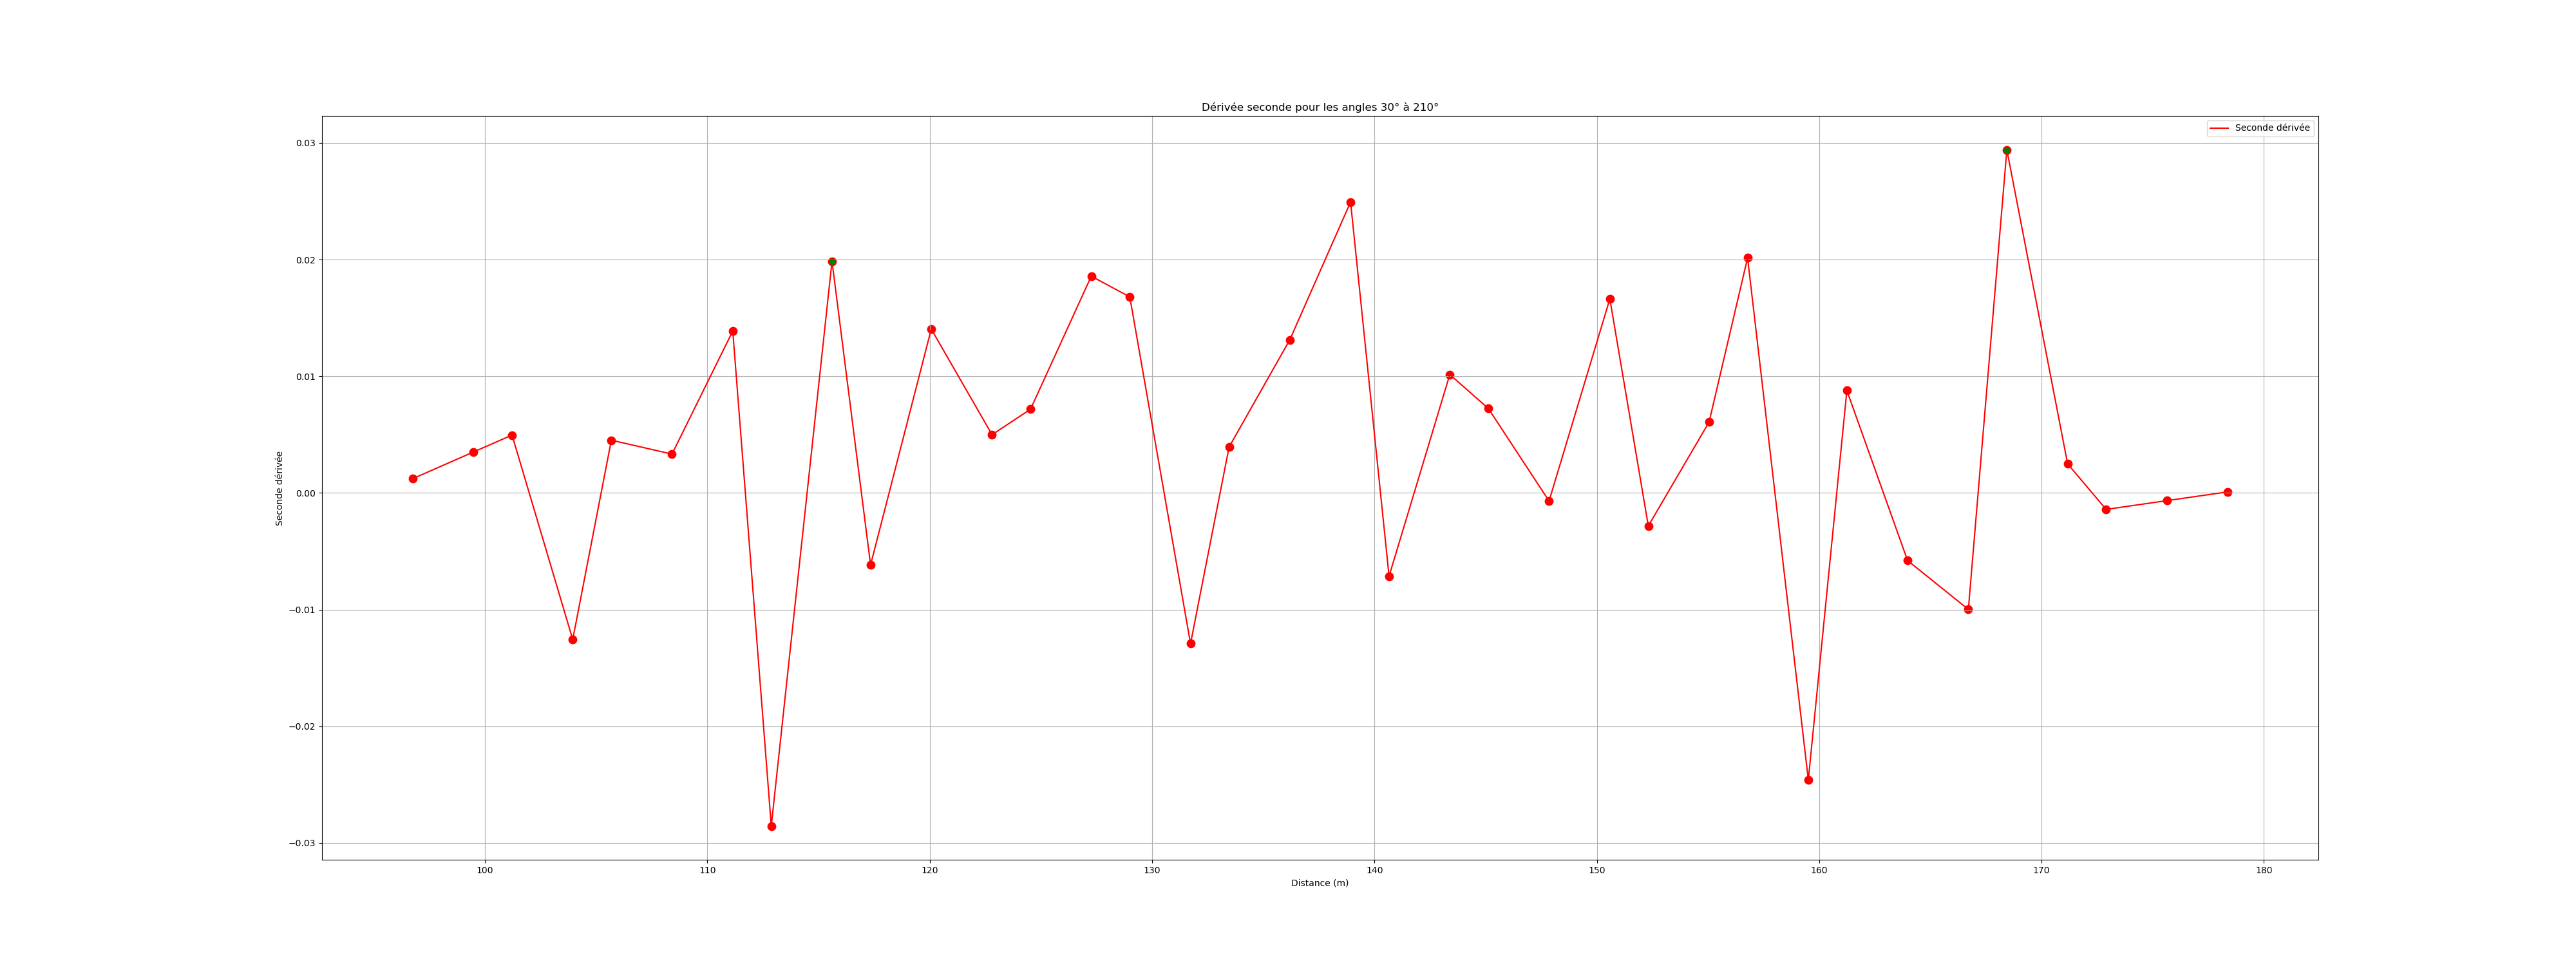 Dérivée seconde pour les angles 30° à 210°
Seconde dérivée
0.03
0.02
0.01
0.00
−0.01
−0.02
−0.03
Seconde dérivée
100 110 120 130 140 150 160 170 180
Distance (m)